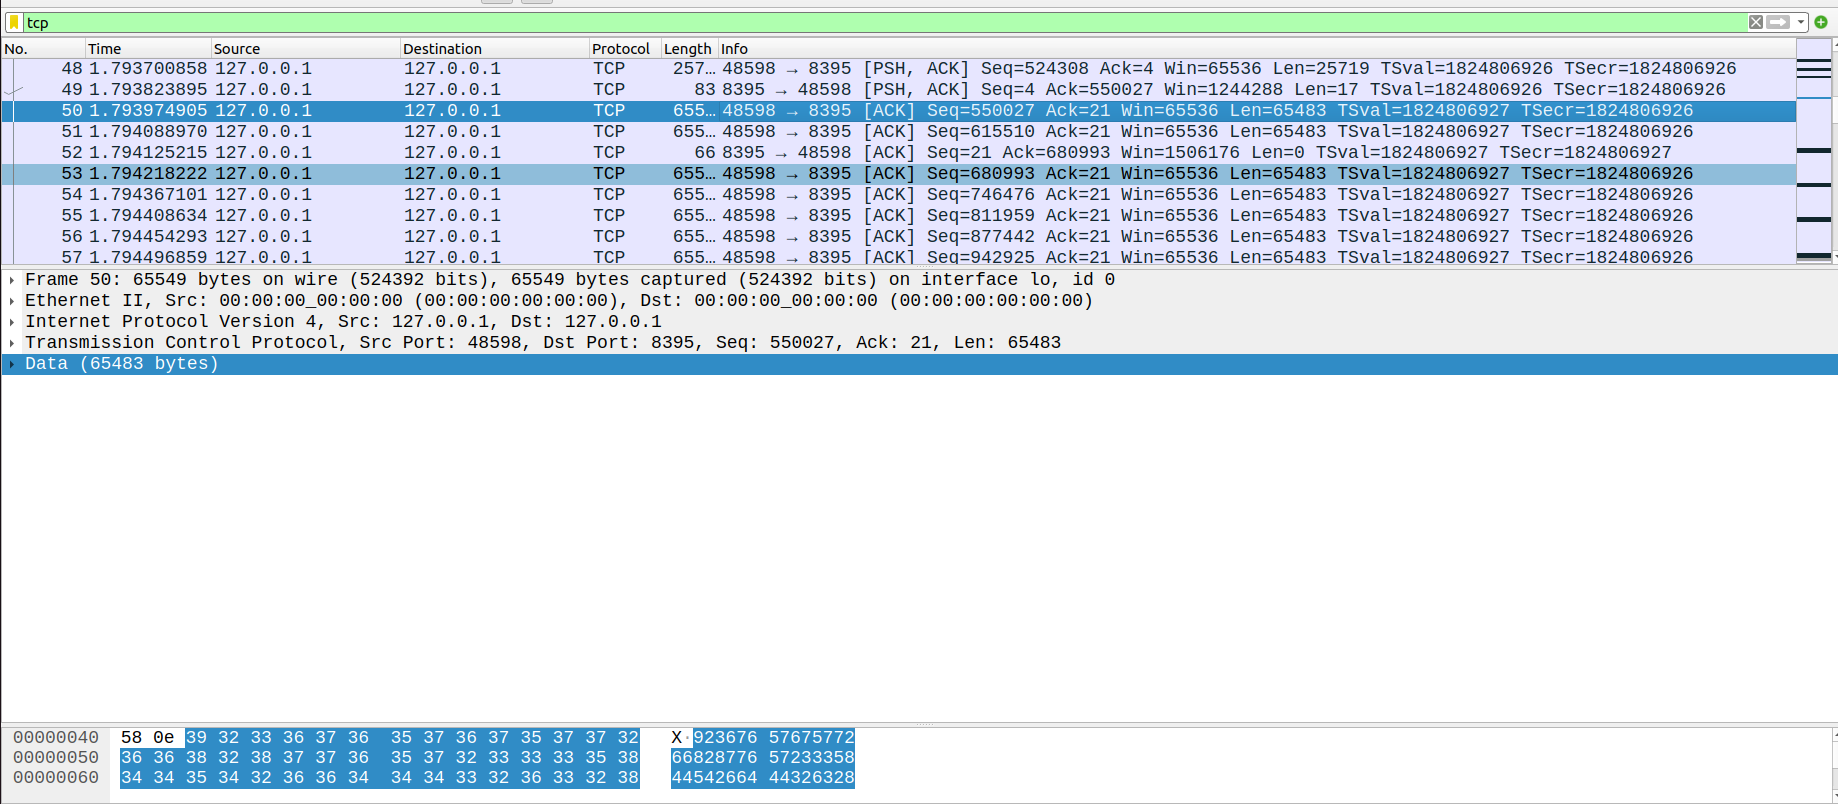 tcp
No. Time Source Destination Protocol Length Info
48 1.793700858 127.0.0.1 127.0.0.1 TCP 257… 48598 → 8395 [PSH, ACK] Seq=524308 Ack=4 Win=65536 Len=25719 TSval=1824806926 TSecr=1824806926
49 1.793823895 127.0.0.1 127.0.0.1 TCP 83 8395 → 48598 [PSH, ACK] Seq=4 Ack=550027 Win=1244288 Len=17 TSval=1824806926 TSecr=1824806926
50 1.793974905 127.0.0.1 127.0.0.1 TCP 655… 48598 → 8395 [ACK] Seq=550027 Ack=21 Win=65536 Len=65483 TSval=1824806927 TSecr=1824806926
51 1.794088970 127.0.0.1 127.0.0.1 TCP 655… 48598 → 8395 [ACK] Seq=615510 Ack=21 Win=65536 Len=65483 TSval=1824806927 TSecr=1824806926
52 1.794125215 127.0.0.1 127.0.0.1 TCP 66 8395 → 48598 [ACK] Seq=21 Ack=680993 Win=1506176 Len=0 TSval=1824806927 TSecr=1824806927
53 1.794218222 127.0.0.1 127.0.0.1 TCP 655… 48598 → 8395 [ACK] Seq=680993 Ack=21 Win=65536 Len=65483 TSval=1824806927 TSecr=1824806926
54 1.794367101 127.0.0.1 127.0.0.1 TCP 655… 48598 → 8395 [ACK] Seq=746476 Ack=21 Win=65536 Len=65483 TSval=1824806927 TSecr=1824806926
55 1.794408634 127.0.0.1 127.0.0.1 TCP 655… 48598 → 8395 [ACK] Seq=811959 Ack=21 Win=65536 Len=65483 TSval=1824806927 TSecr=1824806926
56 1.794454293 127.0.0.1 127.0.0.1 TCP 655… 48598 → 8395 [ACK] Seq=877442 Ack=21 Win=65536 Len=65483 TSval=1824806927 TSecr=1824806926
57 1.794496859 127.0.0.1 127.0.0.1 TCP 655… 48598 → 8395 [ACK] Seq=942925 Ack=21 Win=65536 Len=65483 TSval=1824806927 TSecr=1824806926
Frame 50: 65549 bytes on wire (524392 bits), 65549 bytes captured (524392 bits) on interface lo, id 0
Ethernet II, Src: 00:00:00_00:00:00 (00:00:00:00:00:00), Dst: 00:00:00_00:00:00 (00:00:00:00:00:00)
Internet Protocol Version 4, Src: 127.0.0.1, Dst: 127.0.0.1
Transmission Control Protocol, Src Port: 48598, Dst Port: 8395, Seq: 550027, Ack: 21, Len: 65483
Data (65483 bytes)
00000040 58 0e 39 32 33 36 37 36 35 37 36 37 35 37 37 32 X·923676 57675772
00000050 36 36 38 32 38 37 37 36 35 37 32 33 33 33 35 38 66828776 57233358
00000060 34 34 35 34 32 36 36 34 34 34 33 32 36 33 32 38 44542664 44326328